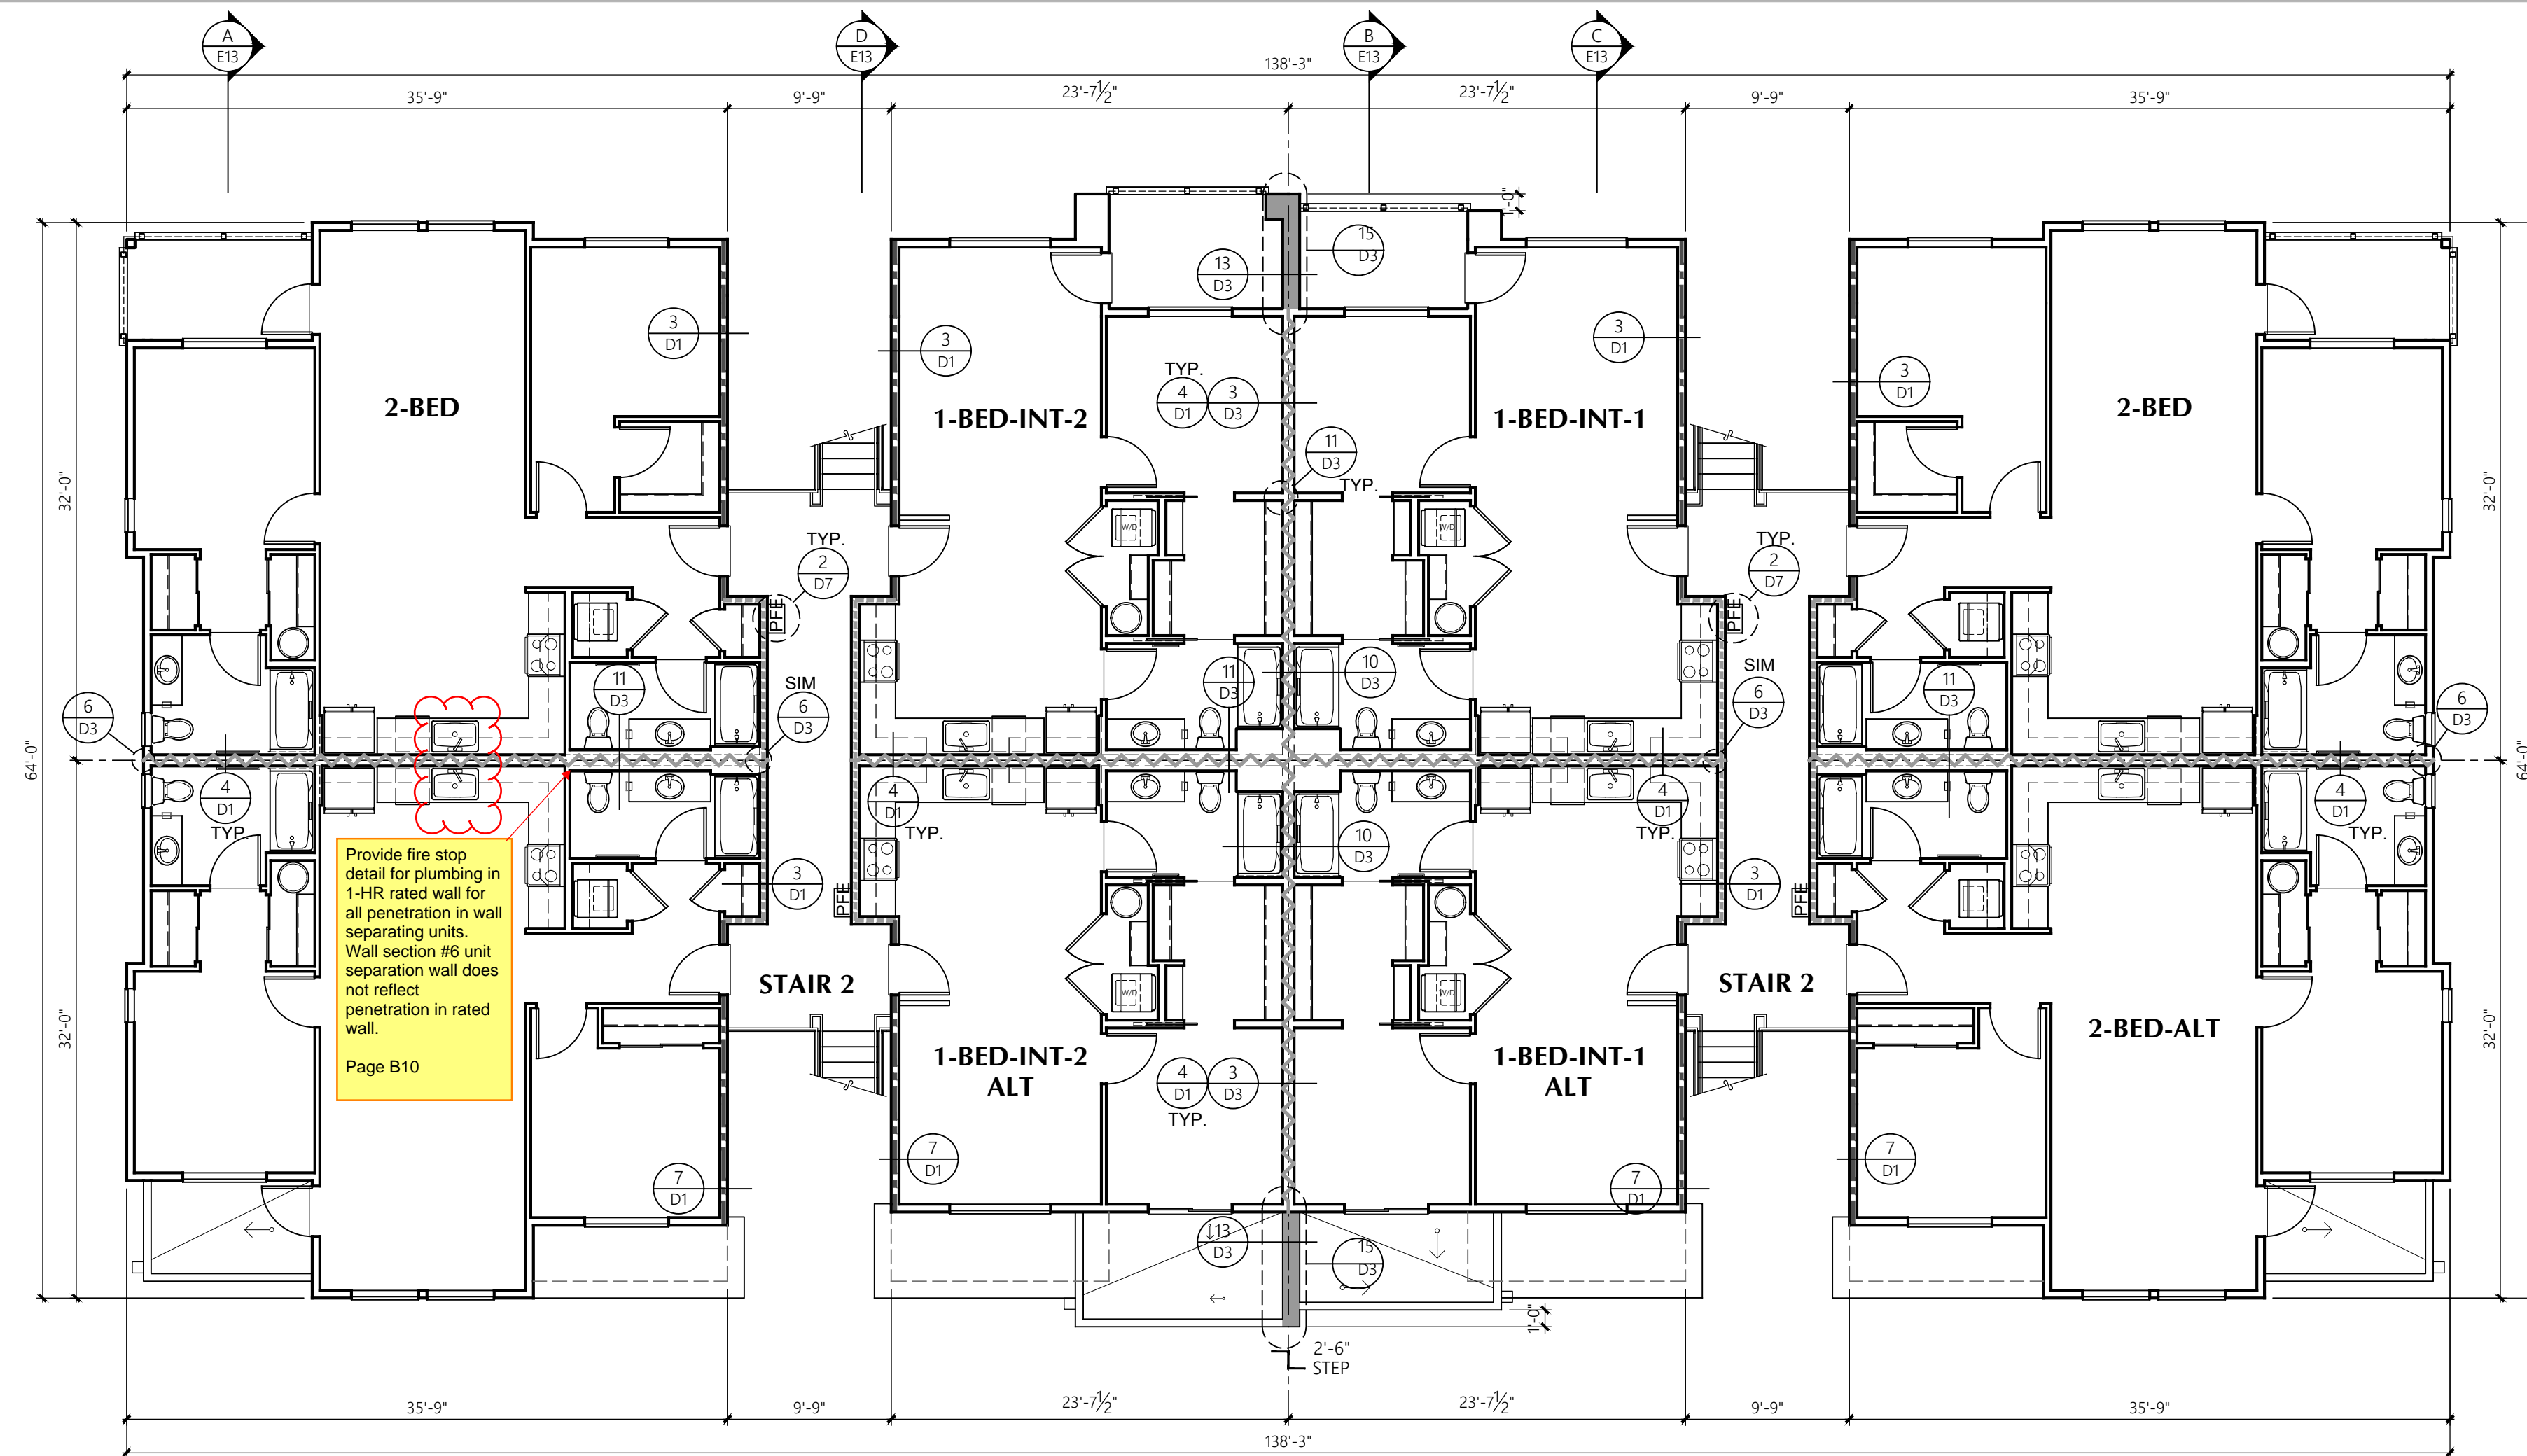 A
E13
D
E13
B
E13
C
E13
138'-3"
35'-9"
9'-9"
23'-7½"
23'-7½"
9'-9"
35'-9"
1'-0"
15
D3
13
D3
3
D1
3
D1
3
D1
3
D1
TYP.
4
D1
3
D3
2-BED
1-BED-INT-2
1-BED-INT-1
2-BED
11
D3
TYP.
32'-0"
32'-0"
W/D
W/D
TYP.
2
D7
TYP.
2
D7
PFE
PFE
SIM
6
D3
SIM
6
D3
11
D3
11
D3
10
D3
11
D3
6
D3
6
D3
64'-0"
64'-0"
4
D1
TYP.
4
D1
TYP.
4
D1
TYP.
4
D1
TYP.
10
D3
3
D1
3
D1
PFE
PFE
Provide fire stop
detail for plumbing in
1-HR rated wall for
all penetration in wall
separating units.
Wall section #6 unit
separation wall does
not reflect
penetration in rated
wall.
Page B10
STAIR 2
STAIR 2
W/D
W/D
32'-0"
32'-0"
1-BED-INT-2
ALT
1-BED-INT-1
ALT
2-BED-ALT
4
D1
3
D3
TYP.
7
D1
7
D1
7
D1
7
D1
13
D3
15
D3
1'-0"
2'-6"
STEP
35'-9"
9'-9"
23'-7½"
23'-7½"
9'-9"
35'-9"
138'-3"